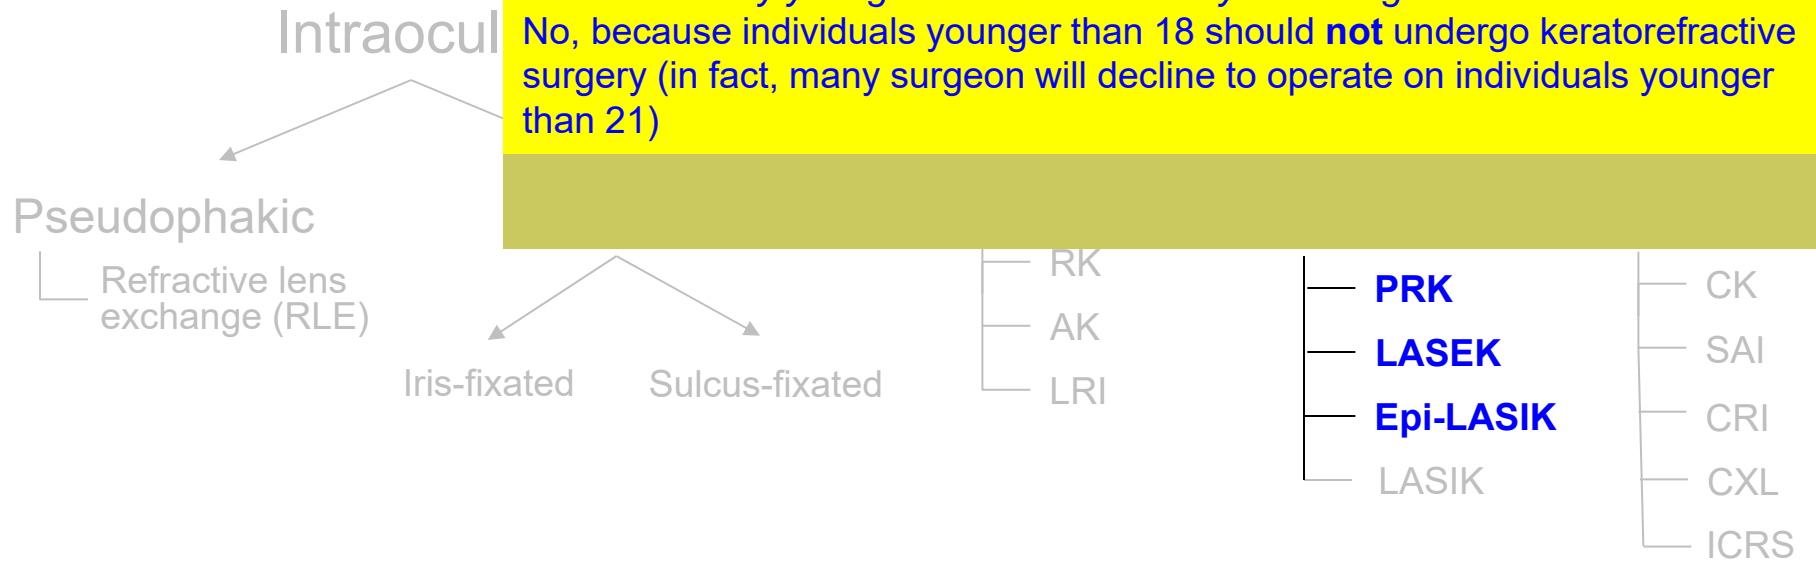 Intraocul
No, because individuals younger than 18 should not undergo keratorefractive
surgery (in fact, many surgeon will decline to operate on individuals younger
than 21)
Pseudophakic
Refractive lens
exchange (RLE)
Iris-fixated
Sulcus-fixated
RK
AK
LRI
PRK
LASEK
Epi-LASIK
LASIK
CK
SAI
CRI
CXL
ICRS